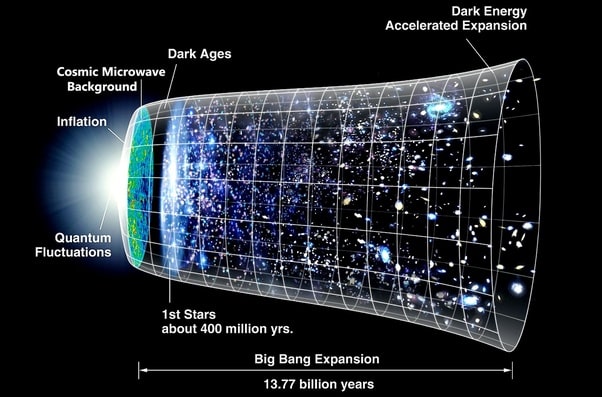 Dark Energy
Accelerated Expansion
Dark Ages
Cosmic Microwave
Background
Inflation
Quantum
Fluctuations
1st Stars
about 400 million yrs.
Big Bang Expansion
13.77 billion years